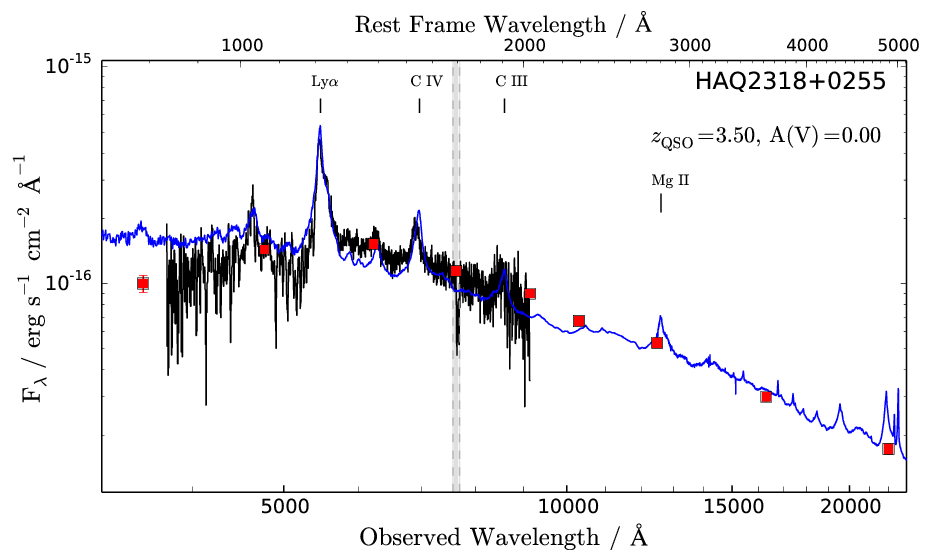 Rest Frame Wavelength / Å
1000 2000 3000 4000 5000
10⁻¹⁵
Lyα C IV C III
HAQ2318+0255
z_QSO=3.50, A(V)=0.00
Mg II
10⁻¹⁶
F_λ / erg s⁻¹ cm⁻² Å⁻¹
5000 10000 15000 20000
Observed Wavelength / Å